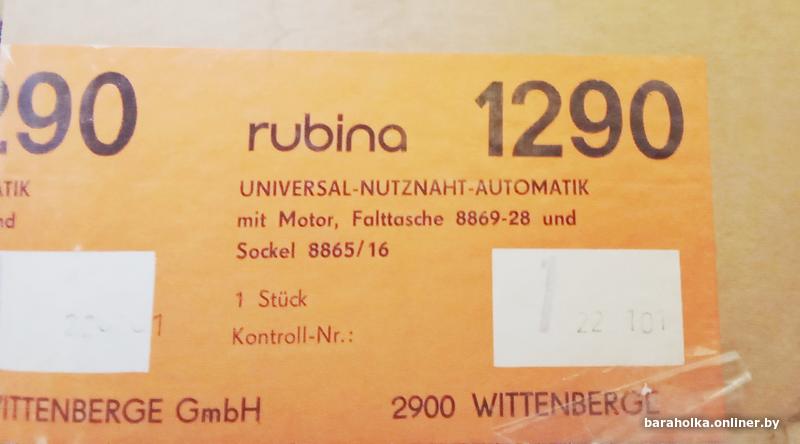 290
rubina 1290
ATIK
UNIVERSAL-NUTZNAHT-AUTOMATIK
nd
mit Motor, Falttasche 8869-28 und
Sockel 8865/16
1 Stück
Kontroll-Nr.:
1
22 101
WITTENBERGE GmbH
2900 WITTENBERGE
baraholka.onliner.by